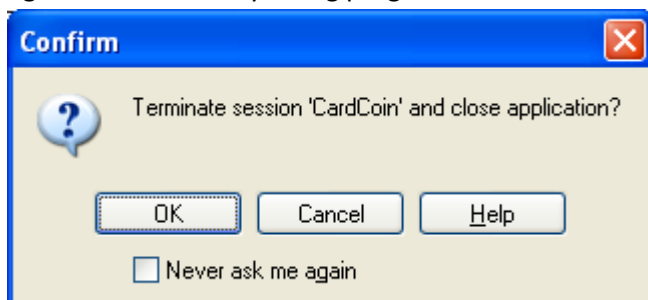 Confirm
Terminate session 'CardCoin' and close application?
OK Cancel Help
Never ask me again